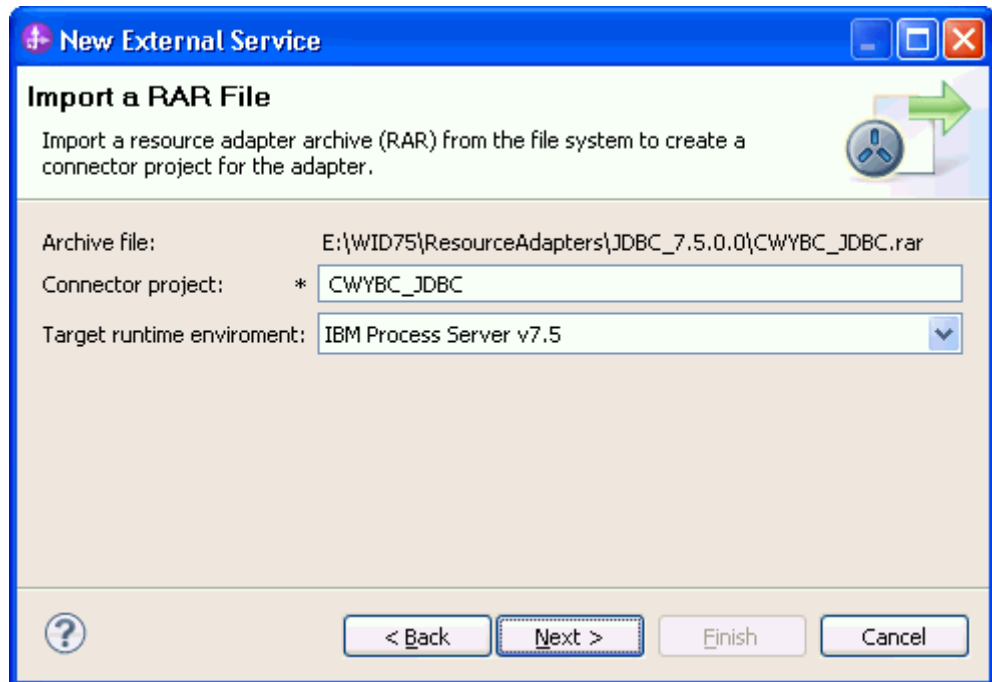 New External Service
Import a RAR File
Import a resource adapter archive (RAR) from the file system to create a
connector project for the adapter.
Archive file: E:\WID75\ResourceAdapters\JDBC_7.5.0.0\CWYBC_JDBC.rar
Connector project: * CWYBC_JDBC
Target runtime enviroment: IBM Process Server v7.5
? < Back Next > Finish Cancel